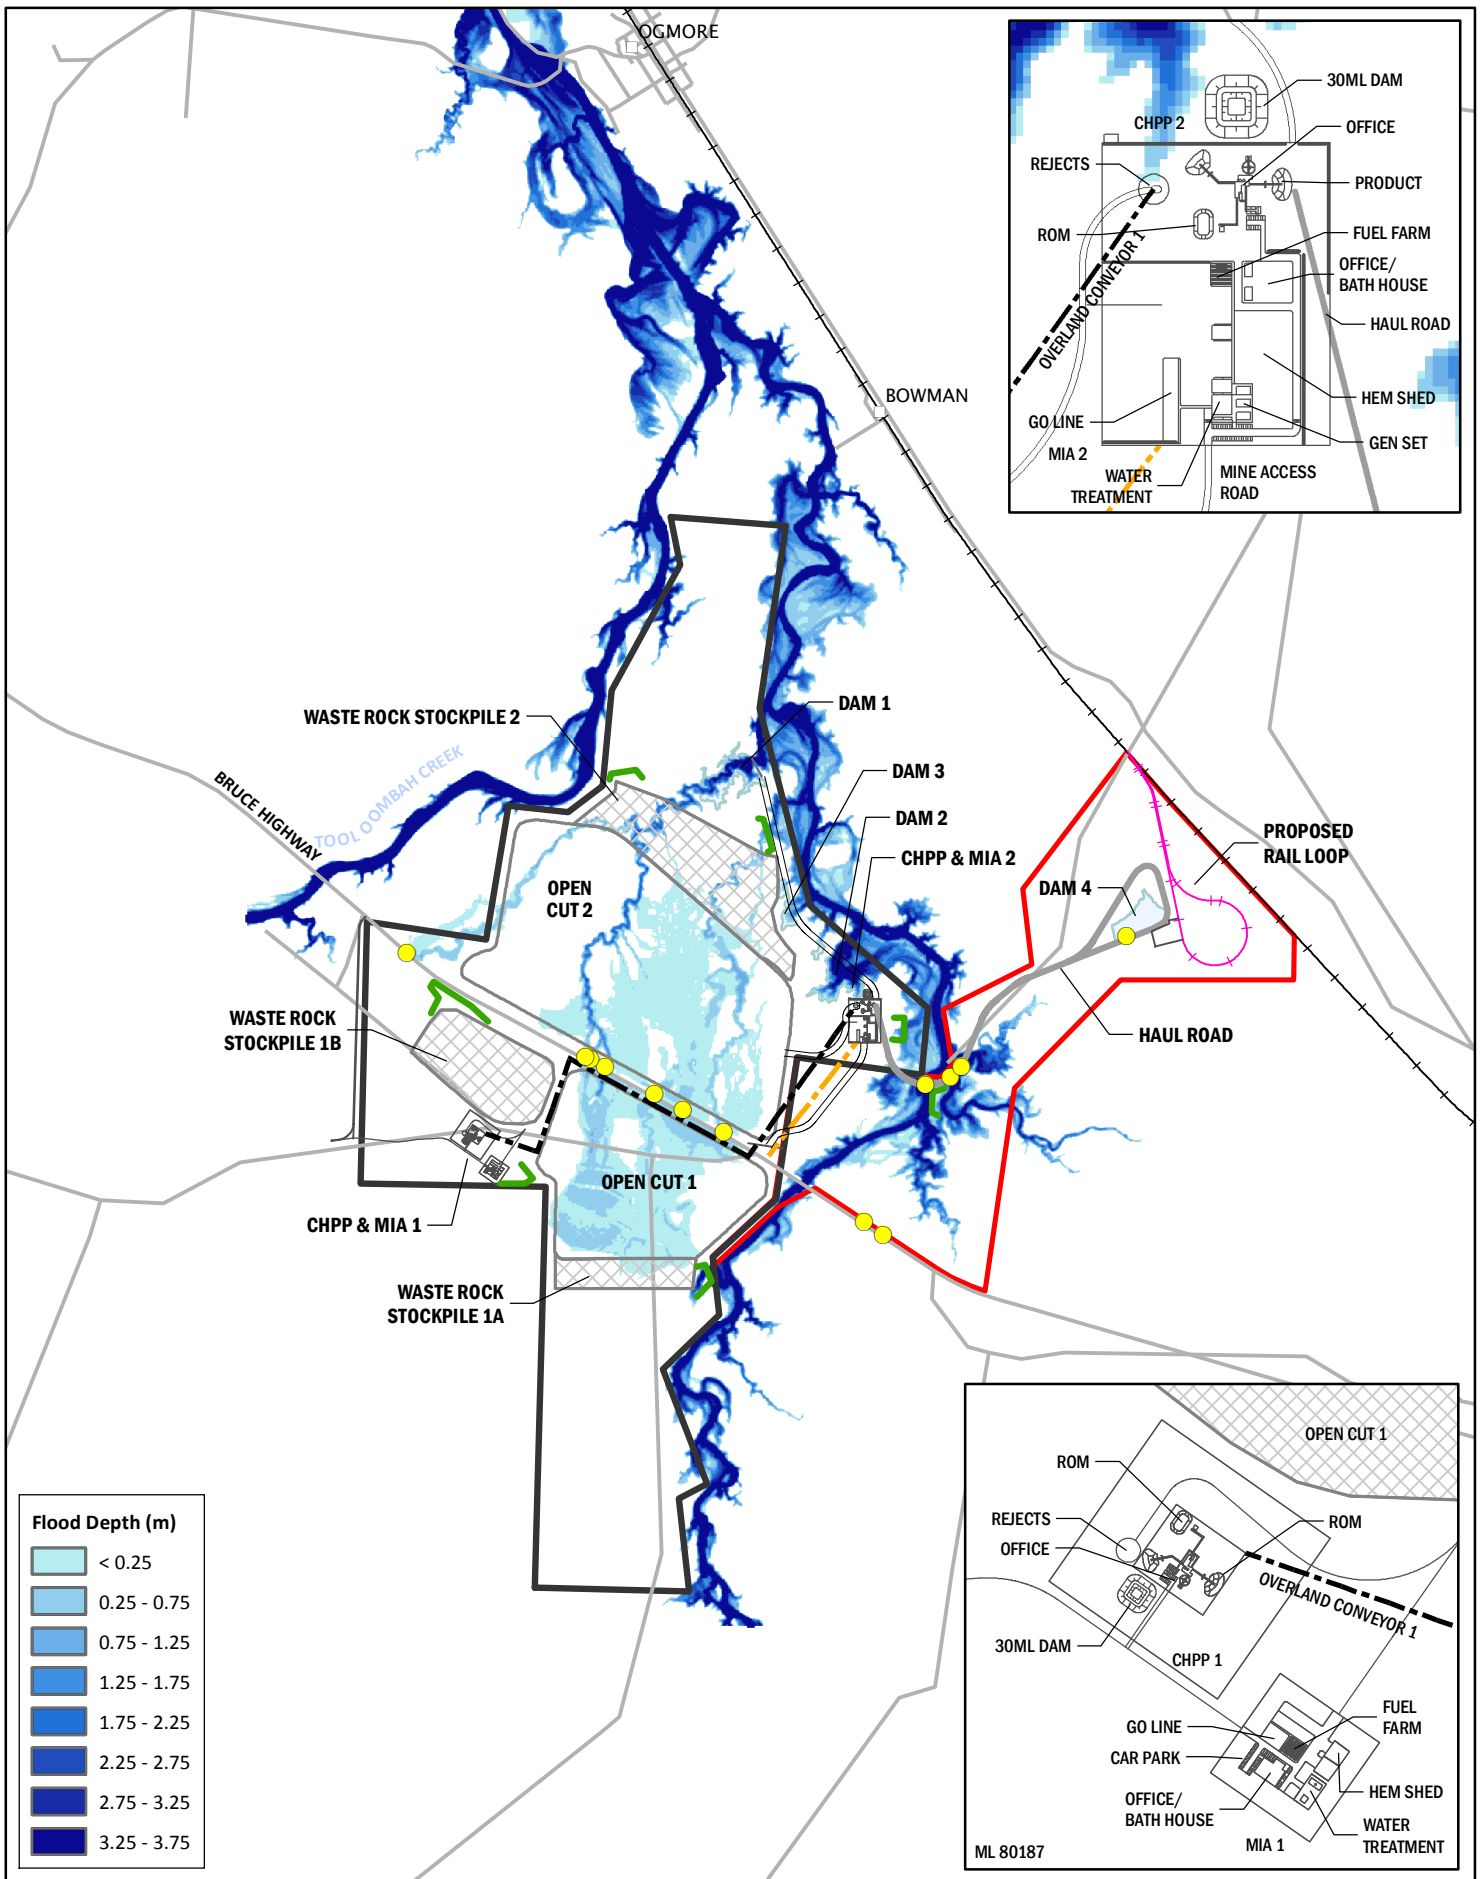 OGMORE
BOWMAN
CHPP 2
30ML DAM
OFFICE
REJECTS
PRODUCT
ROM
FUEL FARM
OFFICE/
BATH HOUSE
OVERLAND CONVEYOR 1
HAUL ROAD
HEM SHED
GO LINE
GEN SET
MIA 2
WATER
TREATMENT
MINE ACCESS
ROAD
WASTE ROCK STOCKPILE 2
DAM 1
TOOLOOMBAH CREEK
BRUCE HIGHWAY
DAM 3
DAM 2
CHPP & MIA 2
PROPOSED
RAIL LOOP
DAM 4
OPEN
CUT 2
WASTE ROCK
STOCKPILE 1B
HAUL ROAD
OPEN CUT 1
CHPP & MIA 1
WASTE ROCK
STOCKPILE 1A
Flood Depth (m)
< 0.25
0.25 - 0.75
0.75 - 1.25
1.25 - 1.75
1.75 - 2.25
2.25 - 2.75
2.75 - 3.25
3.25 - 3.75
OPEN CUT 1
ROM
REJECTS
ROM
OFFICE
OVERLAND CONVEYOR 1
30ML DAM
CHPP 1
FUEL
FARM
GO LINE
CAR PARK
HEM SHED
OFFICE/
BATH HOUSE
WATER
TREATMENT
MIA 1
ML 80187